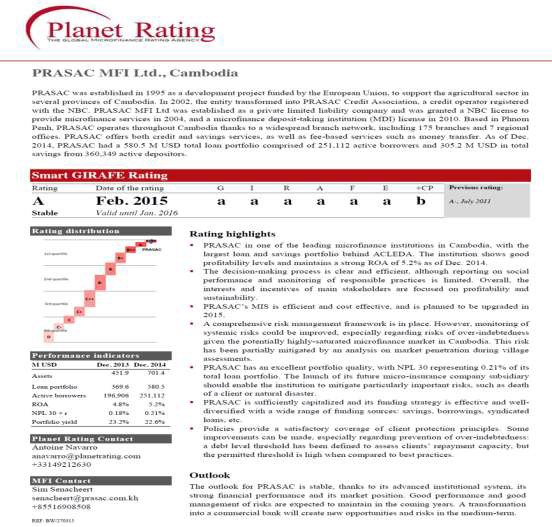 Planet Rating
THE GLOBAL MICROFINANCE RATING AGENCY
PRASAC MFI Ltd., Cambodia
PRASAC was established in 1995 as a development project funded by the European Union, to support the agricultural sector in
several provinces of Cambodia. In 2002, the entity transformed into PRASAC Credit Association, a credit operator registered
with the NBC. PRASAC MFI Ltd was established as a private limited liability company and was granted a NBC license to
provide microfinance services in 2004, and a microfinance deposit-taking institution (MDI) license in 2010. Based in Phnom
Penh, PRASAC operates throughout Cambodia thanks to a widespread branch network, including 175 branches and 7 regional
offices. PRASAC offers both credit and savings services, as well as fee-based services such as money transfer. As of Dec.
2014, PRASAC had a 580.5 M USD total loan portfolio comprised of 251,112 active borrowers and 305.2 M USD in total
savings from 360,349 active depositors.
Smart GIRAFE Rating
Rating Date of the rating G I R A F E +CP Previous rating:
A Feb. 2015 a a a a a a b A-, July 2011
Stable Valid until Jan. 2016
Rating distribution
PRASAC
A
B++
B+
B
B-
C++
C+
C
C-
D
Performance indicators
M USD Dec. 2013 Dec. 2014
Assets 451.9 701.4
Loan portfolio 369.6 580.5
Active borrowers 196,906 251,112
ROA 4.8% 5.2%
NPL 30 + r 0.18% 0.21%
Portfolio yield 23.2% 22.6%
Planet Rating Contact
Antoine Navarro
anavarro@planetrating.com
+33149212630
MFI Contact
Sim Senacheert
senacheert@prasac.com.kh
+85516908508
REF: BW/270515
Rating highlights
• PRASAC in one of the leading microfinance institutions in Cambodia, with the
largest loan and savings portfolio behind ACLEDA. The institution shows good
profitability levels and maintains a strong ROA of 5.2% as of Dec. 2014.
• The decision-making process is clear and efficient, although reporting on social
performance and monitoring of responsible practices is limited. Overall, the
interests and incentives of main stakeholders are focused on profitability and
sustainability.
• PRASAC's MIS is efficient and cost effective, and is planned to be upgraded in
2015.
• A comprehensive risk management framework is in place. However, monitoring of
systemic risks could be improved, especially regarding risks of over-indebtedness
given the potentially highly-saturated microfinance market in Cambodia. This risk
has been partially mitigated by an analysis on market penetration during village
assessments.
• PRASAC has an excellent portfolio quality, with NPL 30 representing 0.21% of its
total loan portfolio. The launch of its future micro-insurance company subsidiary
should enable the institution to mitigate particularly important risks, such as death
of a client or natural disaster.
• PRASAC is sufficiently capitalized and its funding strategy is effective and well-
diversified with a wide range of funding sources: savings, borrowings, syndicated
loans, etc.
• Policies provide a satisfactory coverage of client protection principles. Some
improvements can be made, especially regarding prevention of over-indebtedness:
a debt level threshold has been defined to assess clients' repayment capacity, but
the permitted threshold is high when compared to best practices.
Outlook
The outlook for PRASAC is stable, thanks to its advanced institutional system, its
strong financial performance and its market position. Good performance and good
management of risks are expected to maintain in the coming years. A transformation
into a commercial bank will create new opportunities and risks in the medium-term.